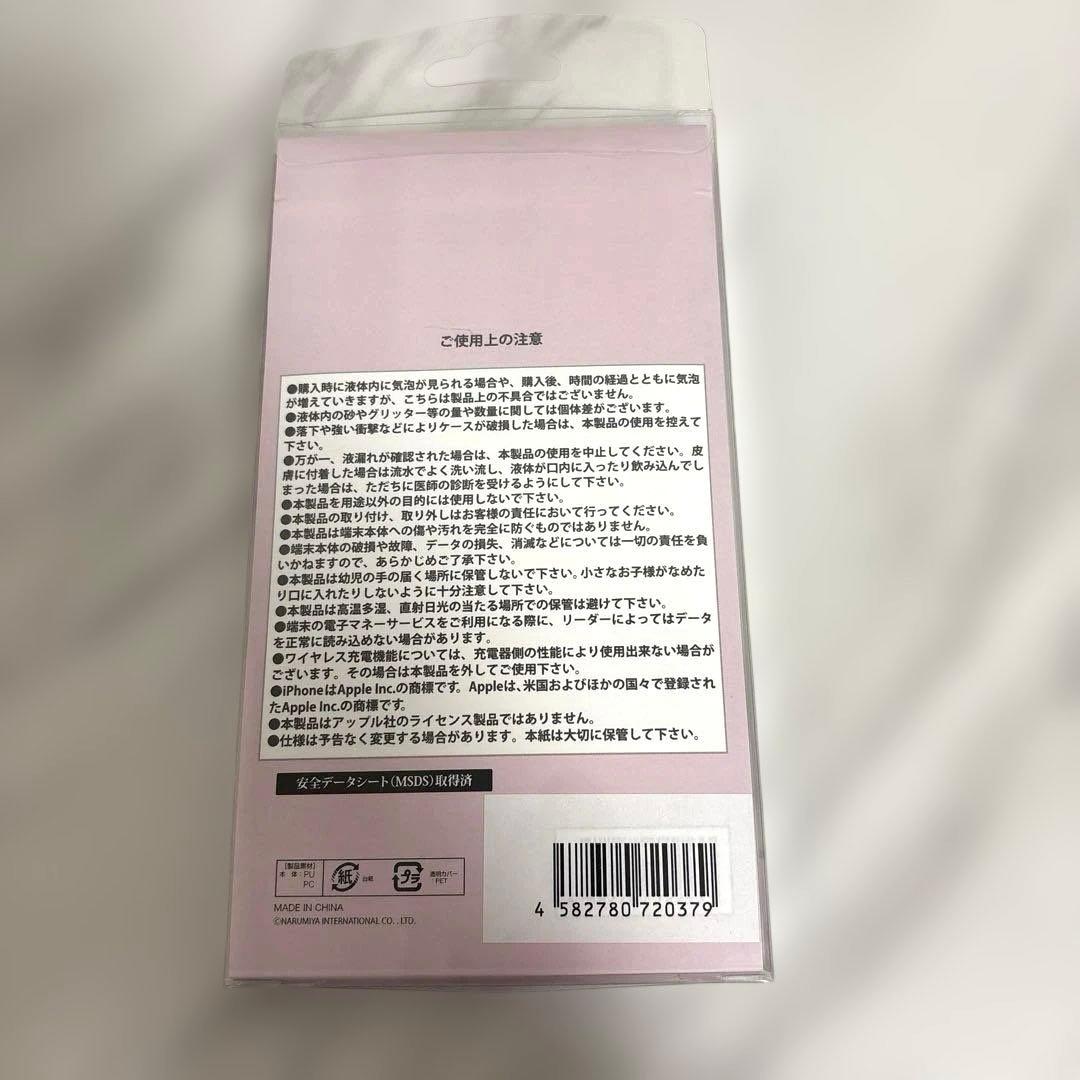 ご使用上の注意
●購入時に液体内に気泡が見られる場合や、購入後、時間の経過とともに気泡
が増えていきますが、こちらは製品上の不具合ではございません。
●液体内の砂やグリッター等の量や数量に関しては個体差がございます。
●落下や強い衝撃などによりケースが破損した場合は、本製品の使用を控えて
下さい。
●万が一、液漏れが確認された場合は、本製品の使用を中止してください。皮
膚に付着した場合は流水でよく洗い流し、液体が口内に入ったり飲み込んでし
まった場合は、ただちに医師の診断を受けるようにして下さい。
●本製品を用途以外の目的には使用しないで下さい。
●本製品の取り付け、取り外しはお客様の責任において行ってください。
●本製品は端末本体への傷や汚れを完全に防ぐものではありません。
●端末本体の破損や故障、データの損失、消滅などについては一切の責任を負
いかねますので、あらかじめご了承下さい。
●本製品は幼児の手の届く場所に保管しないで下さい。小さなお子様がなめた
り口に入れたりしないように十分注意して下さい。
●本製品は高温多湿、直射日光の当たる場所での保管は避けて下さい。
●端末の電子マネーサービスをご利用になる際に、リーダーによってはデータ
を正常に読み込めない場合があります。
●ワイヤレス充電機能については、充電器側の性能により使用出来ない場合が
ございます。その場合は本製品を外してご使用下さい。
●iPhoneはApple Inc.の商標です。Appleは、米国およびほかの国々で登録され
たApple Inc.の商標です。
●本製品はアップル社のライセンス製品ではありません。
●仕様は予告なく変更する場合があります。本紙は大切に保管して下さい。
安全データシート(MSDS)取得済
【製品素材】
本 体：PU
PC
紙 台紙
プラ 透明カバー
：PET
MADE IN CHINA
©NARUMIYA INTERNATIONAL CO. , LTD.
4 582780 720379